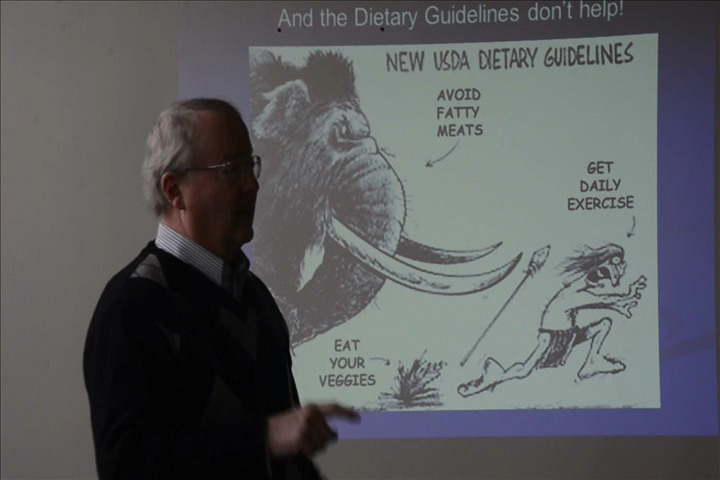 And the Dietary Guidelines don't help!
NEW USDA DIETARY GUIDELINES
AVOID
FATTY
MEATS
GET
DAILY
EXERCISE
EAT
YOUR
VEGGIES